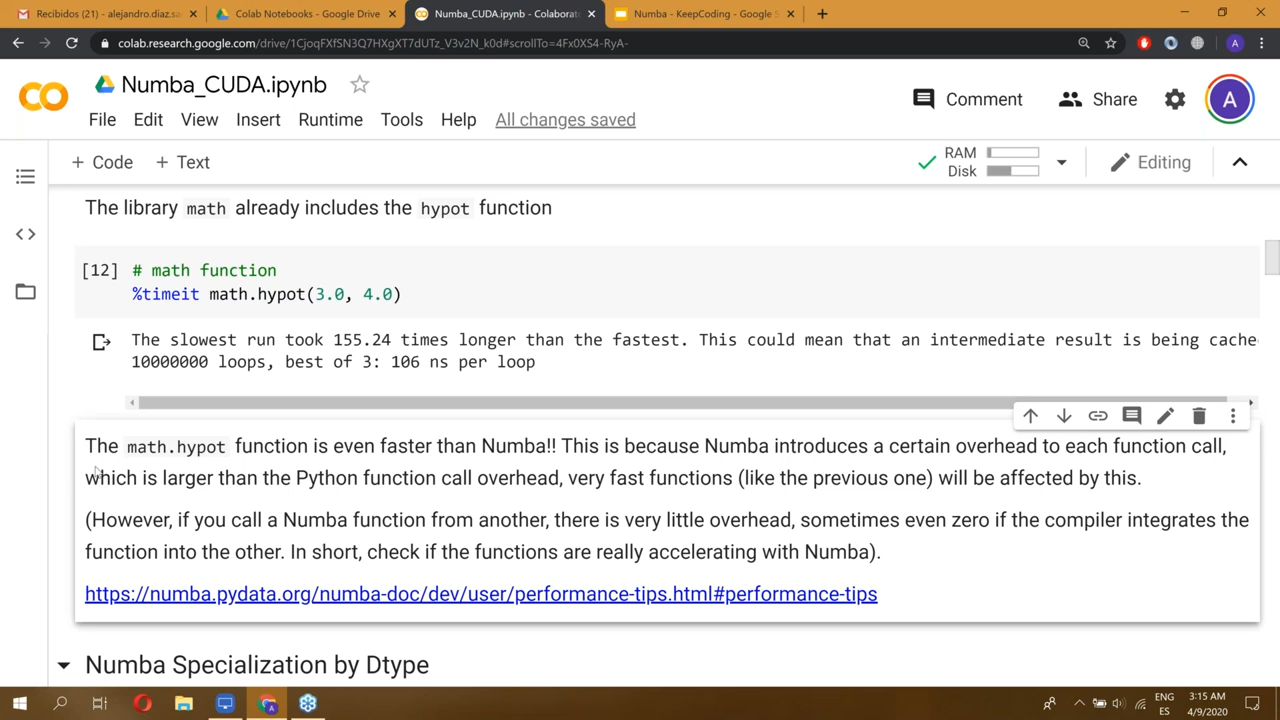 Recibidos (21) - alejandro.diaz.sa
Colab Notebooks - Google Drive
Numba_CUDA.ipynb - Colaborat
Numba - KeepCoding - Google S
colab.research.google.com/drive/1CjoqFXfSN3Q7HXgXT7dUTz_V3v2N_k0d#scrollTo=4Fx0XS4-RyA-
A
Numba_CUDA.ipynb
Comment
Share
A
File Edit View Insert Runtime Tools Help All changes saved
+ Code + Text
RAM
Disk
Editing
The library math already includes the hypot function
[12] # math function
%timeit math.hypot(3.0, 4.0)
The slowest run took 155.24 times longer than the fastest. This could mean that an intermediate result is being cache
10000000 loops, best of 3: 106 ns per loop
The math.hypot function is even faster than Numba!! This is because Numba introduces a certain overhead to each function call,
which is larger than the Python function call overhead, very fast functions (like the previous one) will be affected by this.
(However, if you call a Numba function from another, there is very little overhead, sometimes even zero if the compiler integrates the
function into the other. In short, check if the functions are really accelerating with Numba).
https://numba.pydata.org/numba-doc/dev/user/performance-tips.html#performance-tips
Numba Specialization by Dtype
ENG
ES
3:15 AM
4/9/2020